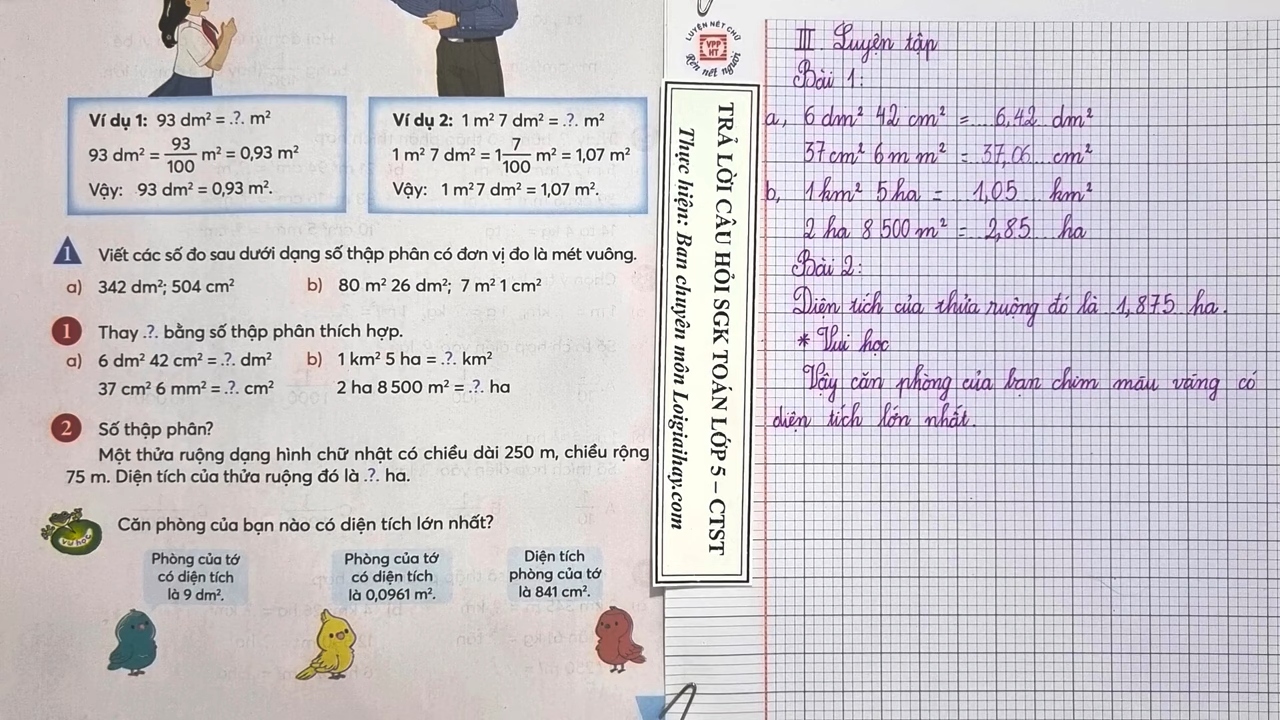 Ví dụ 1: 93 dm² = .?. m²
93 dm² = 93/100 m² = 0,93 m²
Vậy: 93 dm² = 0,93 m².
Ví dụ 2: 1 m² 7 dm² = .?. m²
1 m² 7 dm² = 1 7/100 m² = 1,07 m²
Vậy: 1 m² 7 dm² = 1,07 m².
1 Viết các số đo sau dưới dạng số thập phân có đơn vị đo là mét vuông.
a) 342 dm²; 504 cm² b) 80 m² 26 dm²; 7 m² 1 cm²
1 Thay .?. bằng số thập phân thích hợp.
a) 6 dm² 42 cm² = .?. dm² b) 1 km² 5 ha = .?. km²
37 cm² 6 mm² = .?. cm² 2 ha 8 500 m² = .?. ha
2 Số thập phân?
Một thửa ruộng dạng hình chữ nhật có chiều dài 250 m, chiều rộng
75 m. Diện tích của thửa ruộng đó là .?. ha.
Vui học
Căn phòng của bạn nào có diện tích lớn nhất?
Phòng của tớ
có diện tích
là 9 dm².
Phòng của tớ
có diện tích
là 0,0961 m².
Diện tích
phòng của tớ
là 841 cm².
LUYỆN NÉT CHỮ
VPP
HT
Rèn nết người
TRẢ LỜI CÂU HỎI SGK TOÁN LỚP 5 – CTST
Thực hiện: Ban chuyên môn Loigiaihay.com
III. Luyện tập
Bài 1:
a, 6 dm² 42 cm² = ...6,42... dm²
37 cm² 6 mm² = 37,06... cm²
b, 1 km² 5 ha = ...1,05... km²
2 ha 8 500 m² = ...2,85... ha
Bài 2:
Diện tích của thửa ruộng đó là 1,875 ha.
* Vui học
Vậy căn phòng của bạn chim màu vàng có
diện tích lớn nhất.